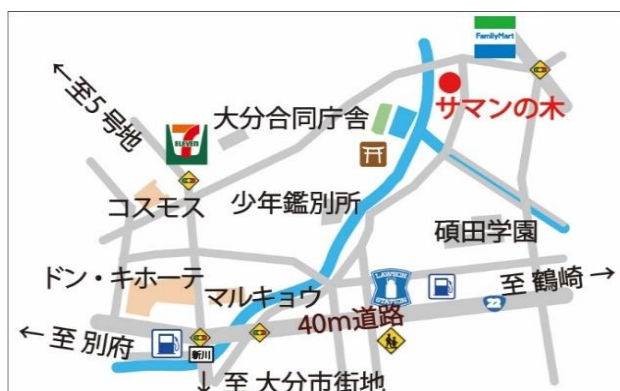 FamilyMart
←至5号地
サマンの木
大分合同庁舎
7
ELEVEN
コスモス
少年鑑別所
碩田学園
ドン・キホーテ
マルキョウ
LAWSON
STATION
至 鶴崎→
22
40m道路
← 至 別府
新川
↓ 至 大分市街地